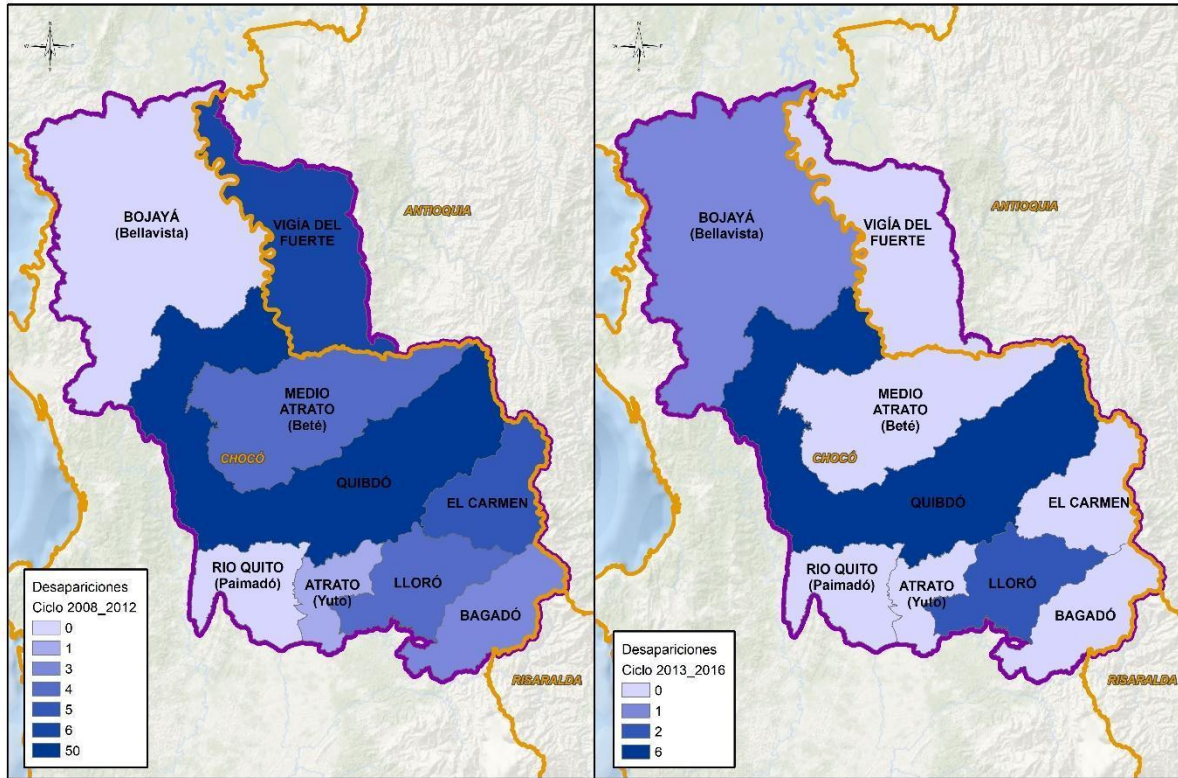 N
W E
S
BOJAYÁ
(Bellavista)
VIGÍA DEL
FUERTE
ANTIOQUIA
MEDIO
ATRATO
(Beté)
CHOCÓ
QUIBDÓ
EL CARMEN
RIO QUITO
(Paimadó)
ATRATO
(Yuto)
LLORÓ
BAGADÓ
RISARALDA
Desapariciones
Ciclo 2008_2012
0
1
3
4
5
6
50
N
W E
S
BOJAYÁ
(Bellavista)
VIGÍA DEL
FUERTE
ANTIOQUIA
MEDIO
ATRATO
(Beté)
CHOCÓ
QUIBDÓ
EL CARMEN
RIO QUITO
(Paimadó)
ATRATO
(Yuto)
LLORÓ
BAGADÓ
RISARALDA
Desapariciones
Ciclo 2013_2016
0
1
2
6